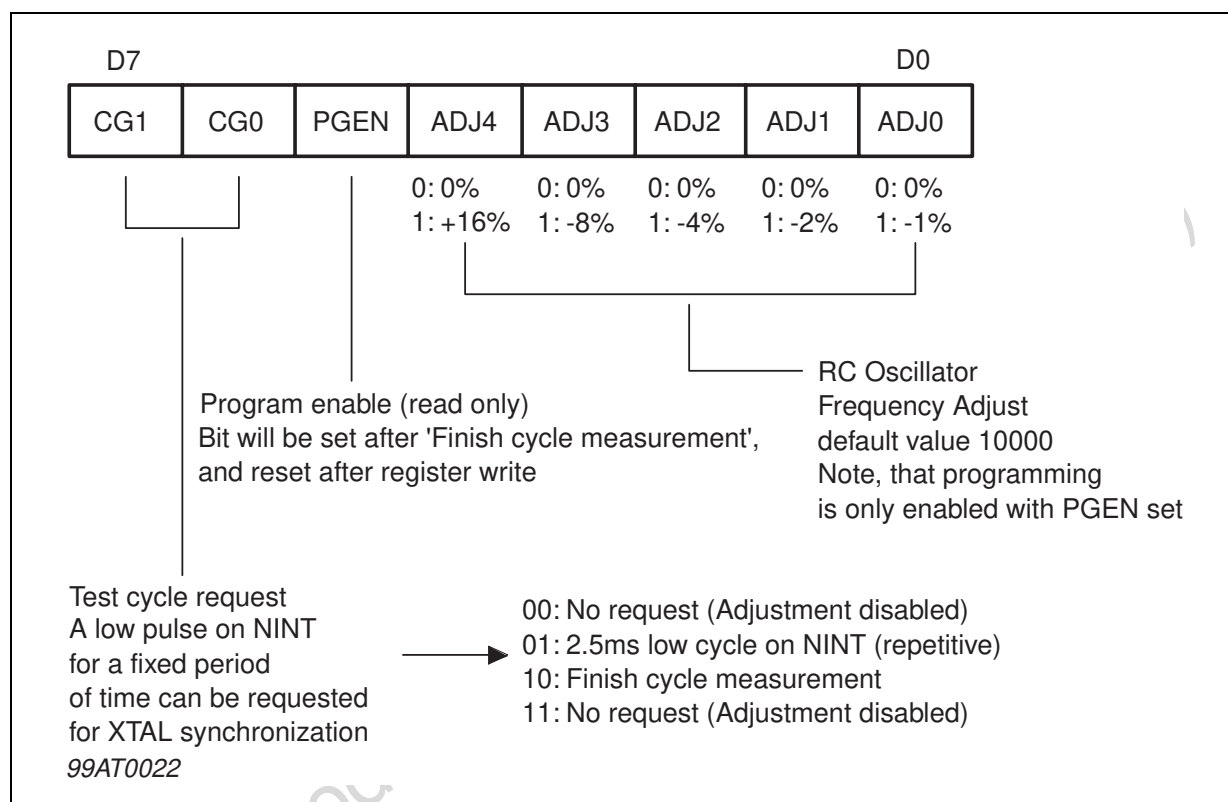 D7 D0
CG1 CG0 PGEN ADJ4 ADJ3 ADJ2 ADJ1 ADJ0
0: 0% 0: 0% 0: 0% 0: 0% 0: 0%
1: +16% 1: -8% 1: -4% 1: -2% 1: -1%
RC Oscillator
Frequency Adjust
default value 10000
Note, that programming
is only enabled with PGEN set
Program enable (read only)
Bit will be set after 'Finish cycle measurement',
and reset after register write
Test cycle request
A low pulse on NINT
for a fixed period
of time can be requested
for XTAL synchronization
00: No request (Adjustment disabled)
01: 2.5ms low cycle on NINT (repetitive)
10: Finish cycle measurement
11: No request (Adjustment disabled)
99AT0022